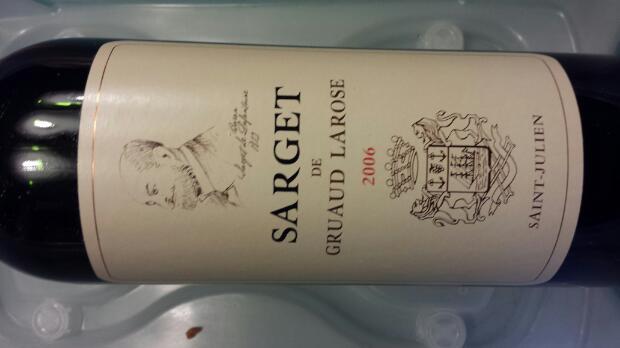 SARGET
DE
GRUAUD LAROSE
2006
SAINT-JULIEN